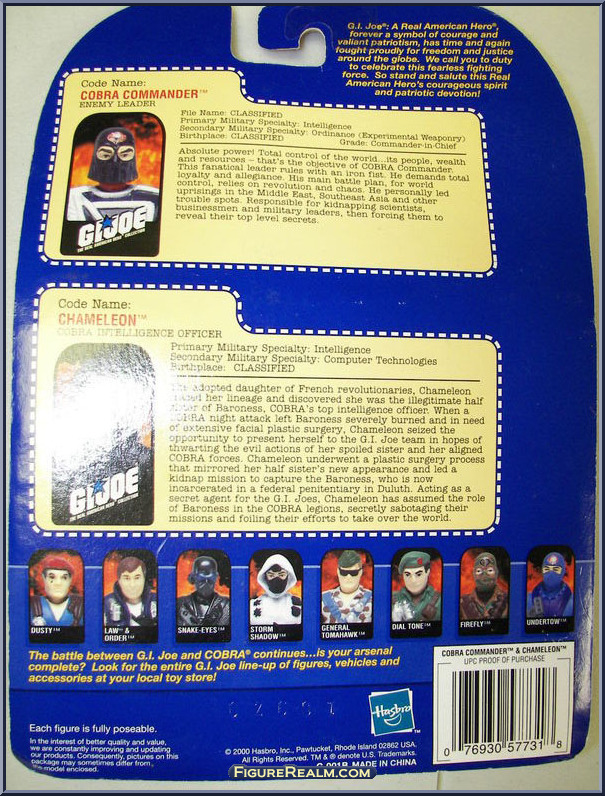 G.I. Joe®: A Real American Hero®,
forever a symbol of courage and
valiant patriotism, has time and again
fought proudly for freedom and justice
around the globe. We call you to duty
to celebrate this fearless fighting
force. So stand and salute this Real
American Hero's courageous spirit
and patriotic devotion!
Code Name:
COBRA COMMANDER™
ENEMY LEADER
File Name: CLASSIFIED
Primary Military Specialty: Intelligence
Secondary Military Specialty: Ordinance (Experimental Weaponry)
Birthplace: CLASSIFIED Grade: Commander-in-Chief
Absolute power! Total control of the world...its people, wealth
and resources – that's the objective of COBRA Commander.
This fanatical leader rules with an iron fist. He demands total
loyalty and allegiance. His main battle plan, for world
control, relies on revolution and chaos. He personally led
uprisings in the Middle East, Southeast Asia and other
trouble spots. Responsible for kidnapping scientists,
businessmen and military leaders, then forcing them to
reveal their top level secrets.
G.I. JOE
THE REAL AMERICAN HERO COLLECTION
Code Name:
CHAMELEON™
COBRA INTELLIGENCE OFFICER
Primary Military Specialty: Intelligence
Secondary Military Specialty: Computer Technologies
Birthplace: CLASSIFIED
The adopted daughter of French revolutionaries, Chameleon
her lineage and discovered she was the illegitimate half
sister of Baroness, COBRA's top intelligence officer. When a
COBRA night attack left Baroness severely burned and in need
of extensive facial plastic surgery, Chameleon seized the
opportunity to present herself to the G.I. Joe team in hopes of
thwarting the evil actions of her spoiled sister and her aligned
COBRA forces. Chameleon underwent a plastic surgery process
that mirrored her half sister's new appearance and led a
kidnap mission to capture the Baroness, who is now
incarcerated in a federal penitentiary in Duluth. Acting as a
secret agent for the G.I. Joes, Chameleon has assumed the role
of Baroness in the COBRA legions, secretly sabotaging their
missions and foiling their efforts to take over the world.
G.I. JOE
THE REAL AMERICAN HERO COLLECTION
DUSTY™
LAW & ORDER™
SNAKE-EYES™
STORM SHADOW™
GENERAL TOMAHAWK™
DIAL TONE™
FIREFLY™
UNDERTOW™
The battle between G.I. Joe and COBRA® continues...is your arsenal
complete? Look for the entire G.I. Joe line-up of figures, vehicles and
accessories at your local toy store!
COBRA COMMANDER™ & CHAMELEON™
UPC PROOF OF PURCHASE
0 76930 57731 8
Hasbro
Each figure is fully poseable.
In the interest of better quality and value,
we are constantly improving and updating
our products. Consequently, pictures on this
package may sometimes differ from
the model enclosed.
© 2000 Hasbro, Inc., Pawtucket, Rhode Island 02862 USA.
All Rights Reserved. TM & ® denote U.S. Trademarks.
MADE IN CHINA
FIGUREREALM.COM